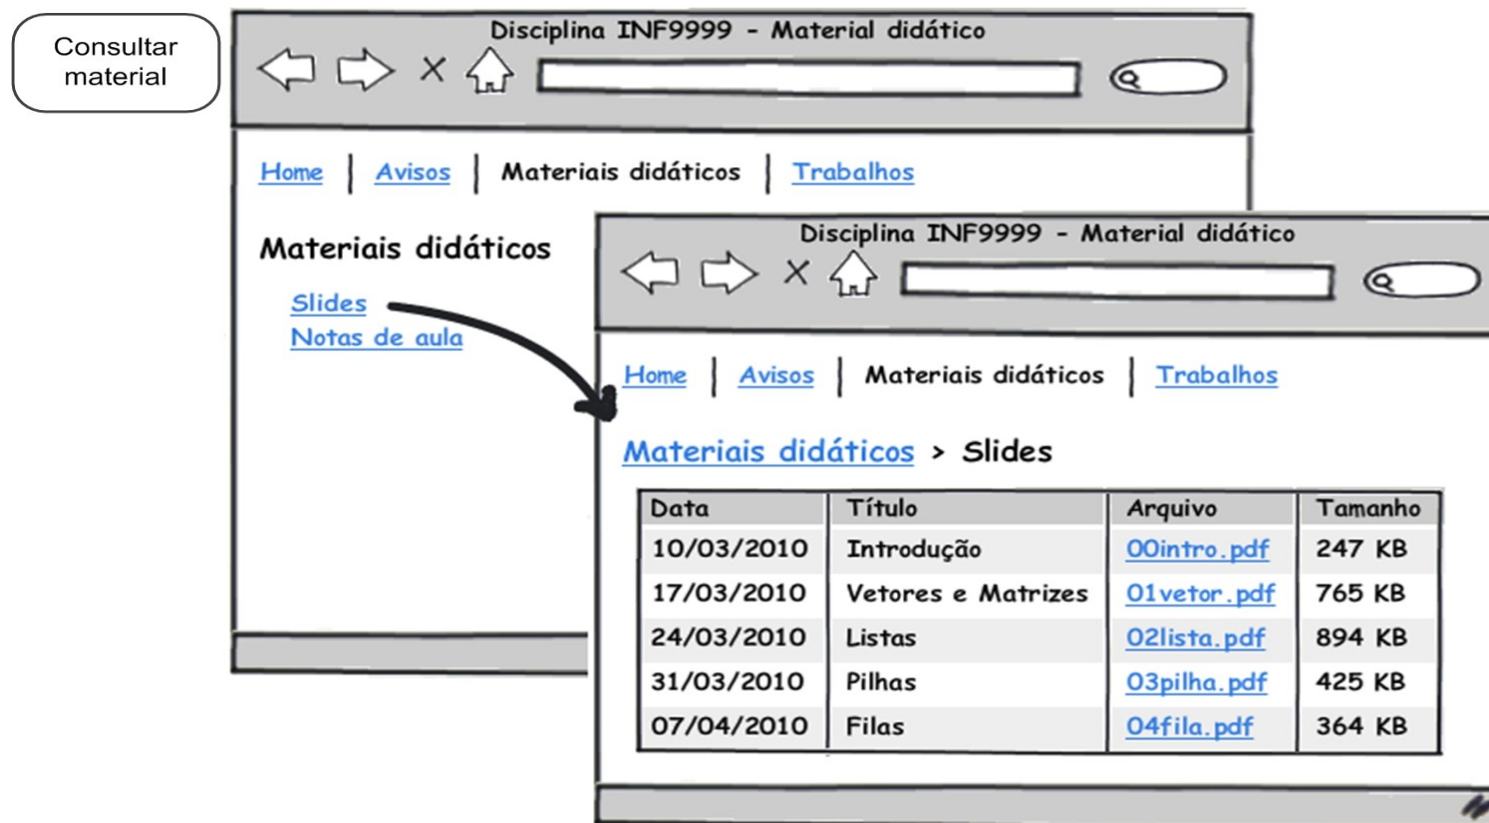 Consultar
material
Disciplina INF9999 - Material didático
Home | Avisos | Materiais didáticos | Trabalhos
Materiais didáticos
Slides
Notas de aula
Disciplina INF9999 - Material didático
Home | Avisos | Materiais didáticos | Trabalhos
Materiais didáticos > Slides
Data Título Arquivo Tamanho
10/03/2010 Introdução 00intro.pdf 247 KB
17/03/2010 Vetores e Matrizes 01vetor.pdf 765 KB
24/03/2010 Listas 02lista.pdf 894 KB
31/03/2010 Pilhas 03pilha.pdf 425 KB
07/04/2010 Filas 04fila.pdf 364 KB